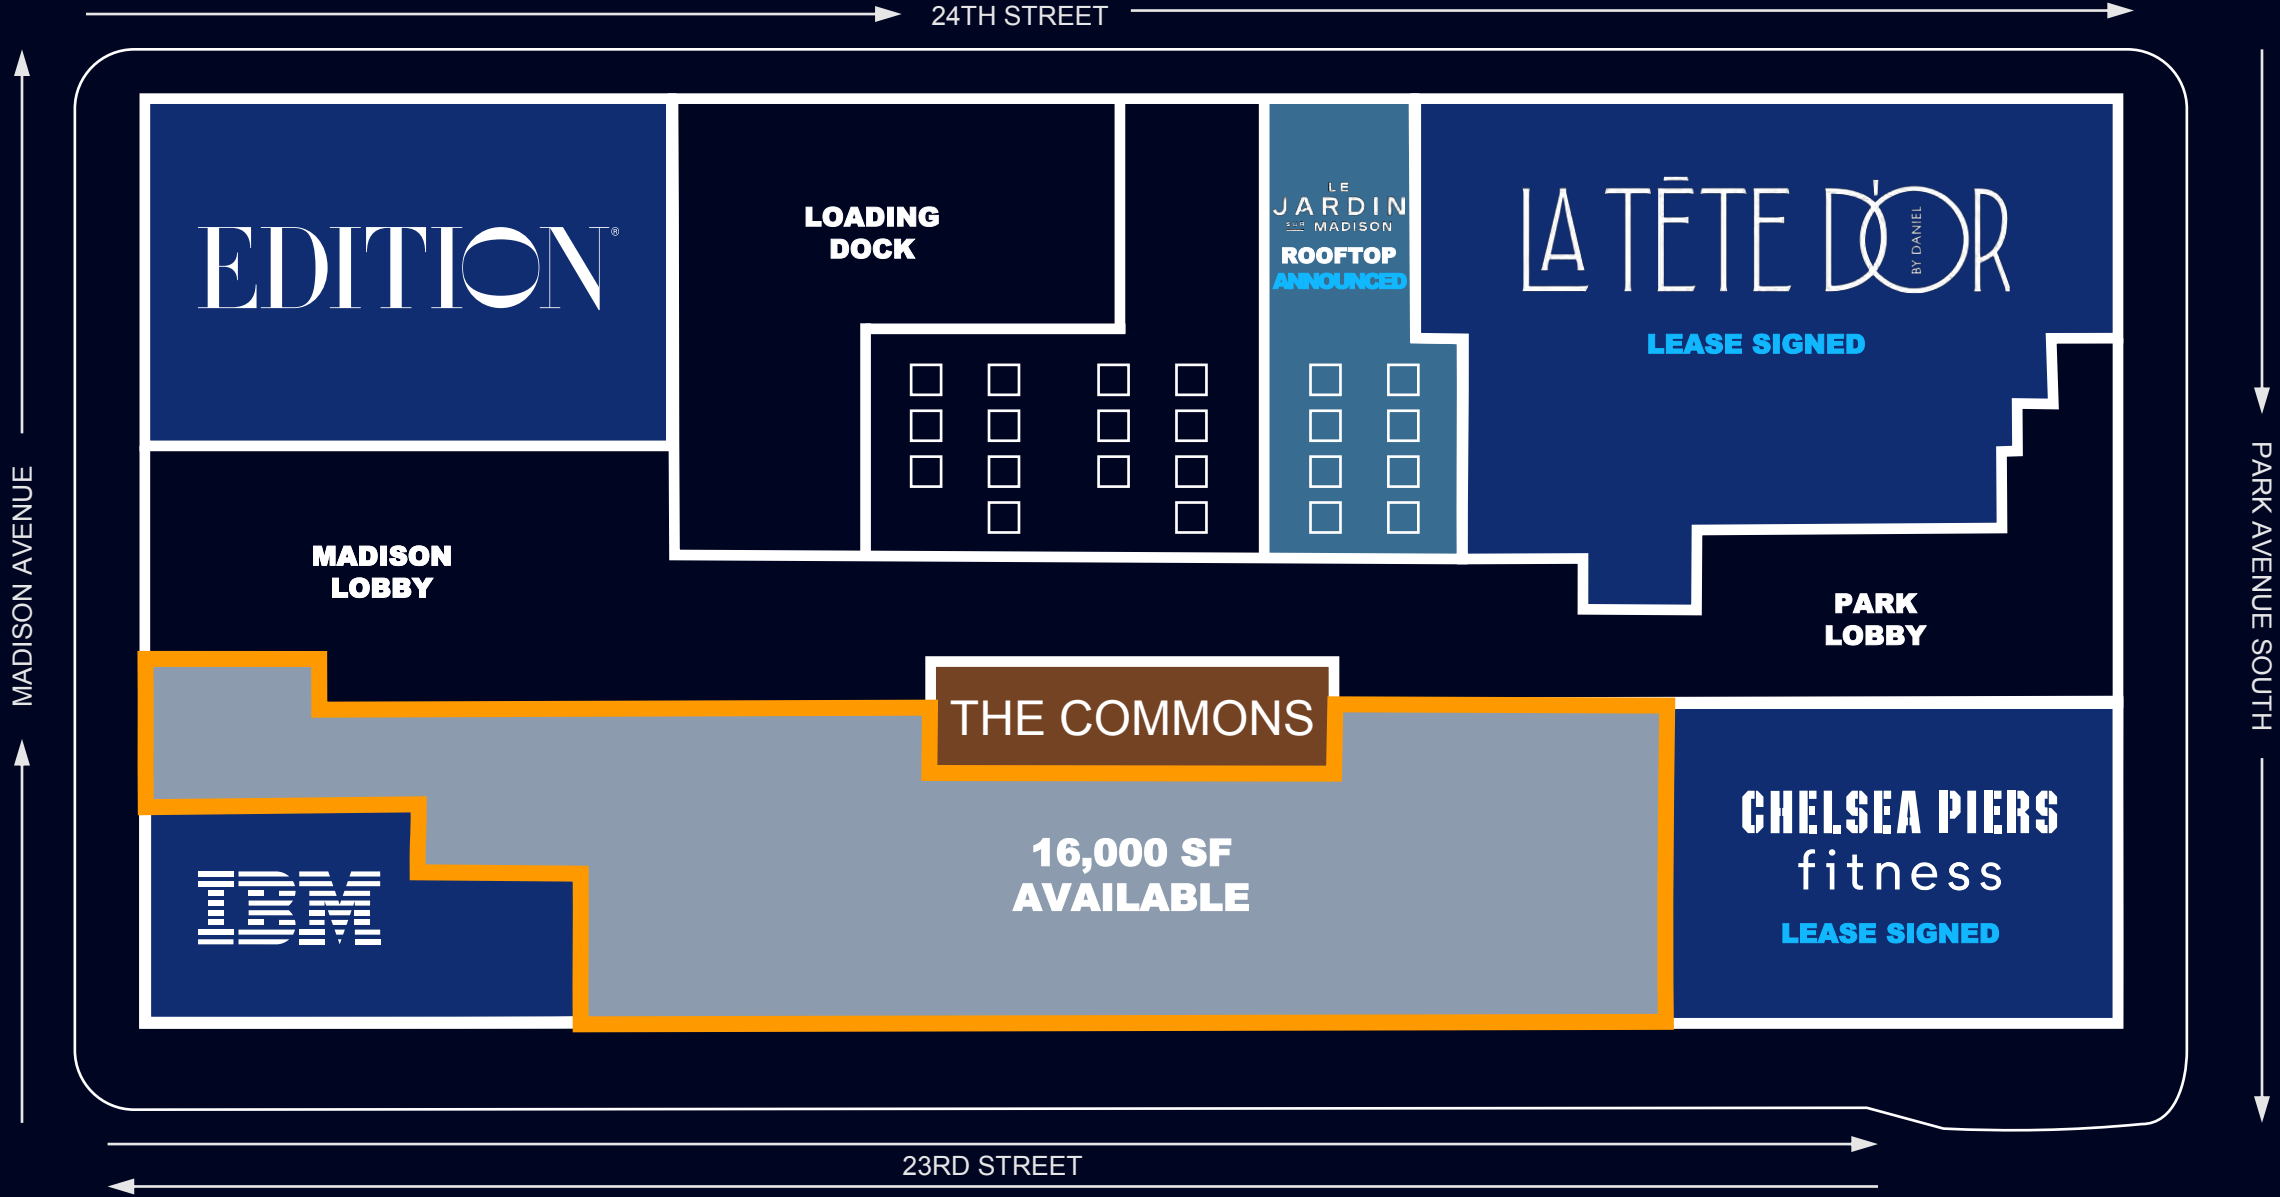 24TH STREET
EDITION®
LOADING
DOCK
LE
JARDIN
SUR MADISON
ROOFTOP
ANNOUNCED
LA TÊTE D'OR
BY DANIEL
LEASE SIGNED
MADISON AVENUE
PARK AVENUE SOUTH
MADISON
LOBBY
PARK
LOBBY
THE COMMONS
16,000 SF
AVAILABLE
IBM
CHELSEA PIERS
fitness
LEASE SIGNED
23RD STREET